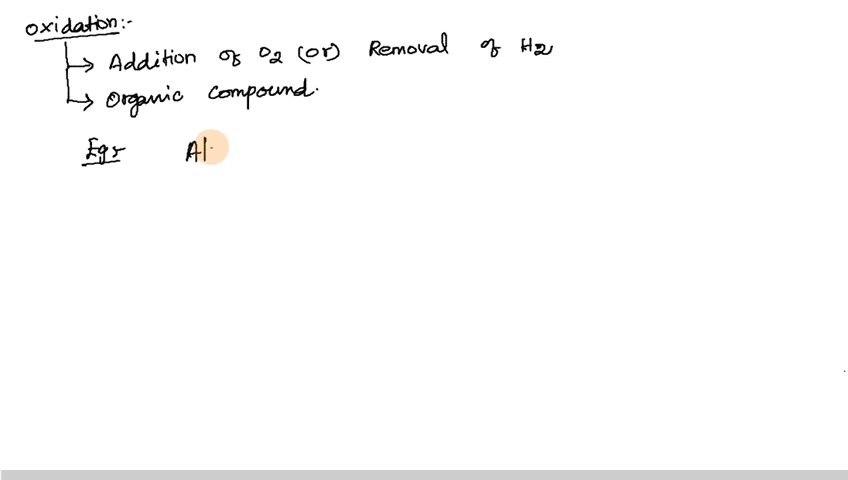 Oxidation:-
→ Addition of O2 (or) Removal of H2
→ Organic Compound.
Eg:- Al